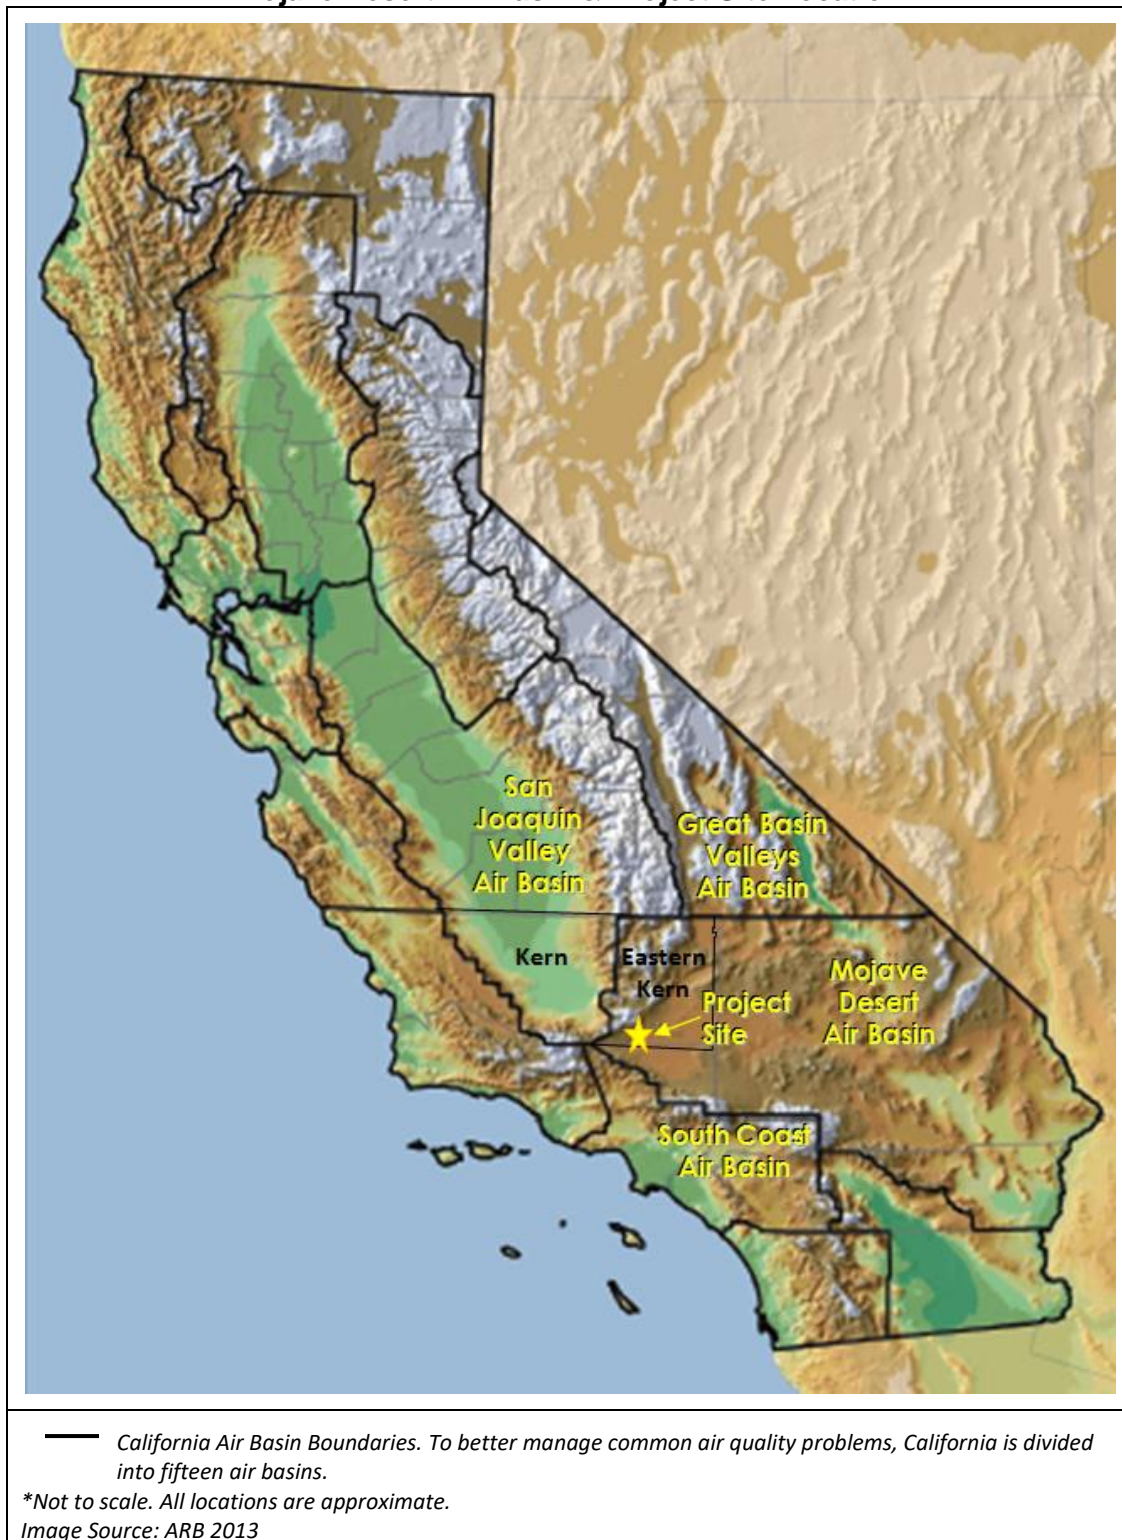 San
Joaquin
Valley
Air Basin
Great Basin
Valleys
Air Basin
Kern
Eastern
Kern
Mojave
Desert
Air Basin
Project
Site
South Coast
Air Basin
California Air Basin Boundaries. To better manage common air quality problems, California is divided
into fifteen air basins.
*Not to scale. All locations are approximate.
Image Source: ARB 2013